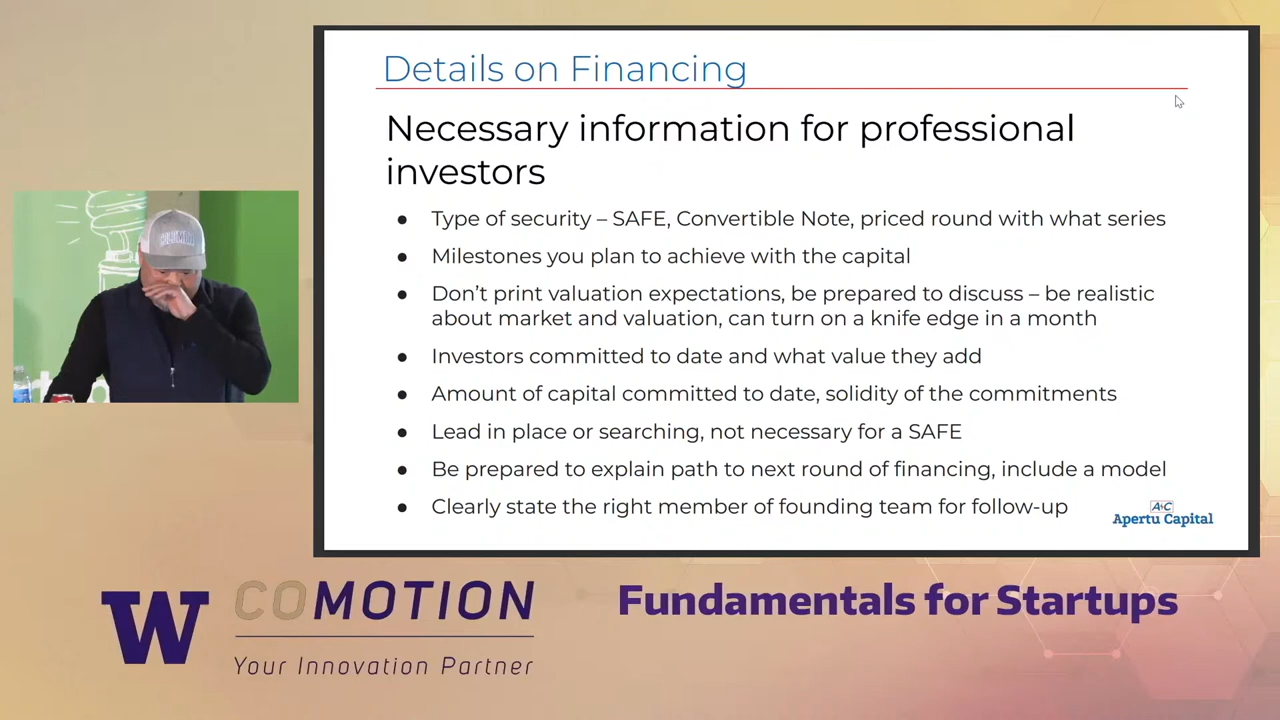 Details on Financing
Necessary information for professional
investors
● Type of security – SAFE, Convertible Note, priced round with what series
● Milestones you plan to achieve with the capital
● Don't print valuation expectations, be prepared to discuss – be realistic
about market and valuation, can turn on a knife edge in a month
● Investors committed to date and what value they add
● Amount of capital committed to date, solidity of the commitments
● Lead in place or searching, not necessary for a SAFE
● Be prepared to explain path to next round of financing, include a model
● Clearly state the right member of founding team for follow-up
A+C
Apertu Capital
W
COMOTION
Your Innovation Partner
Fundamentals for Startups